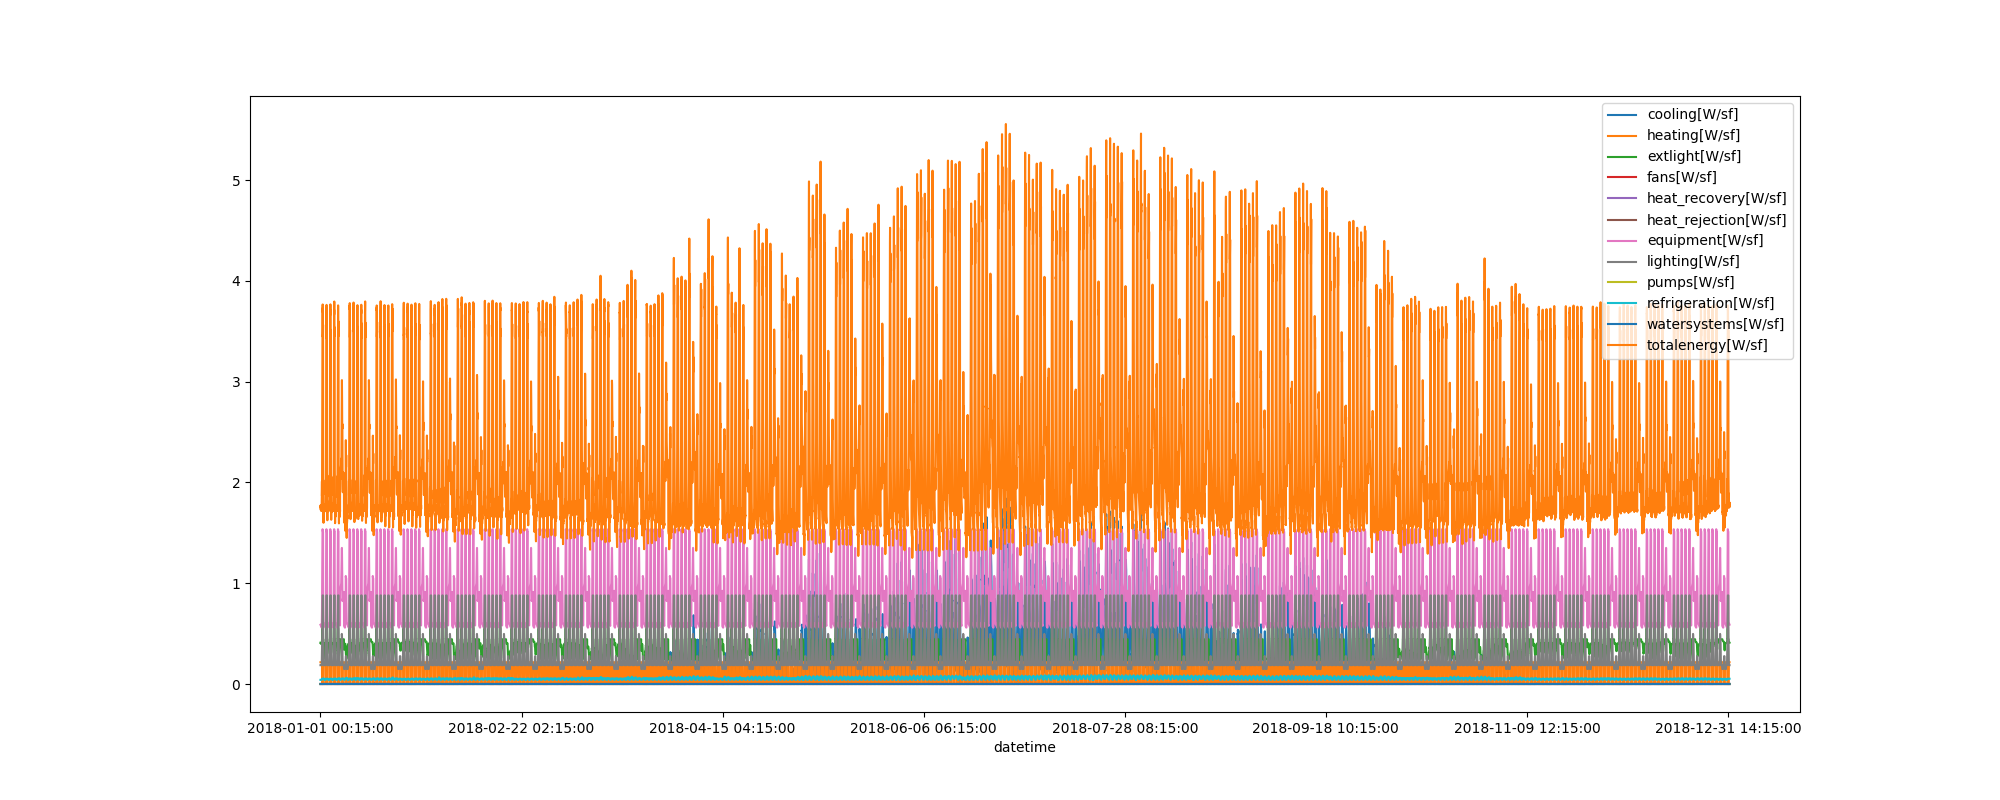 cooling[W/sf]
heating[W/sf]
extlight[W/sf]
fans[W/sf]
heat_recovery[W/sf]
heat_rejection[W/sf]
equipment[W/sf]
lighting[W/sf]
pumps[W/sf]
refrigeration[W/sf]
watersystems[W/sf]
totalenergy[W/sf]
5
4
3
2
1
0
2018-01-01 00:15:00 2018-02-22 02:15:00 2018-04-15 04:15:00 2018-06-06 06:15:00 2018-07-28 08:15:00 2018-09-18 10:15:00 2018-11-09 12:15:00 2018-12-31 14:15:00
datetime